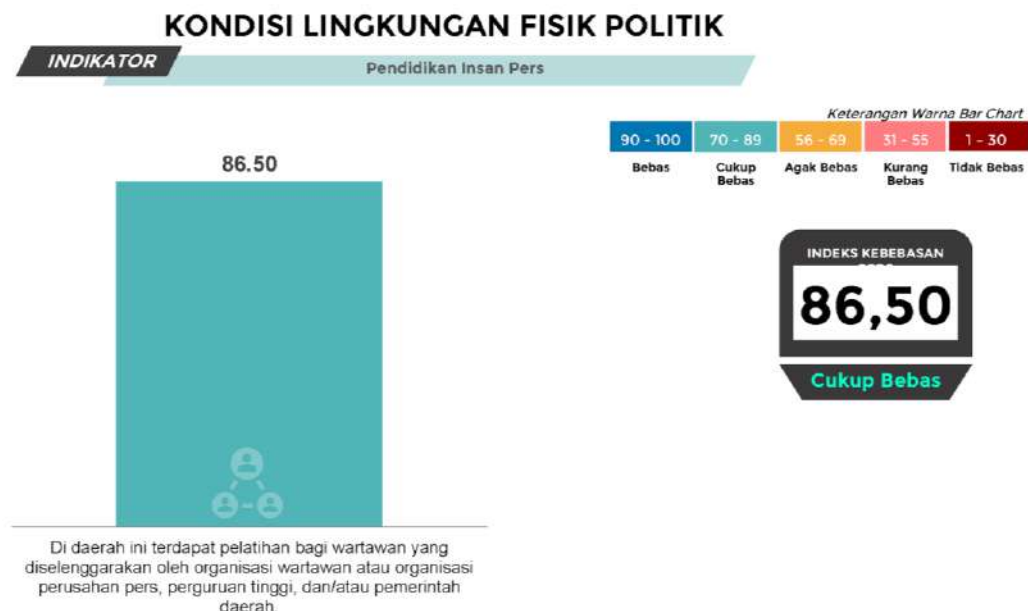 KONDISI LINGKUNGAN FISIK POLITIK
INDIKATOR
Pendidikan Insan Pers
Keterangan Warna Bar Chart
90 - 100
70 - 89
56 - 69
31 - 55
1 - 30
Bebas
Cukup
Bebas
Agak Bebas
Kurang
Bebas
Tidak Bebas
86.50
INDEKS KEBEBASAN
86,50
Cukup Bebas
Di daerah ini terdapat pelatihan bagi wartawan yang
diselenggarakan oleh organisasi wartawan atau organisasi
perusahan pers, perguruan tinggi, dan/atau pemerintah
daerah.